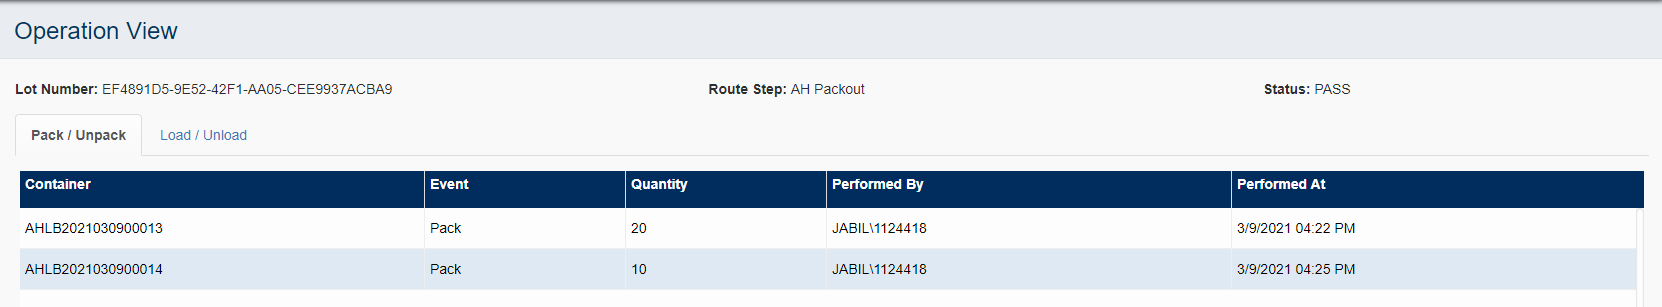 Operation View
Lot Number: EF4891D5-9E52-42F1-AA05-CEE9937ACBA9 Route Step: AH Packout Status: PASS
Pack / Unpack Load / Unload
Container Event Quantity Performed By Performed At
AHLB2021030900013 Pack 20 JABIL\1124418 3/9/2021 04:22 PM
AHLB2021030900014 Pack 10 JABIL\1124418 3/9/2021 04:25 PM